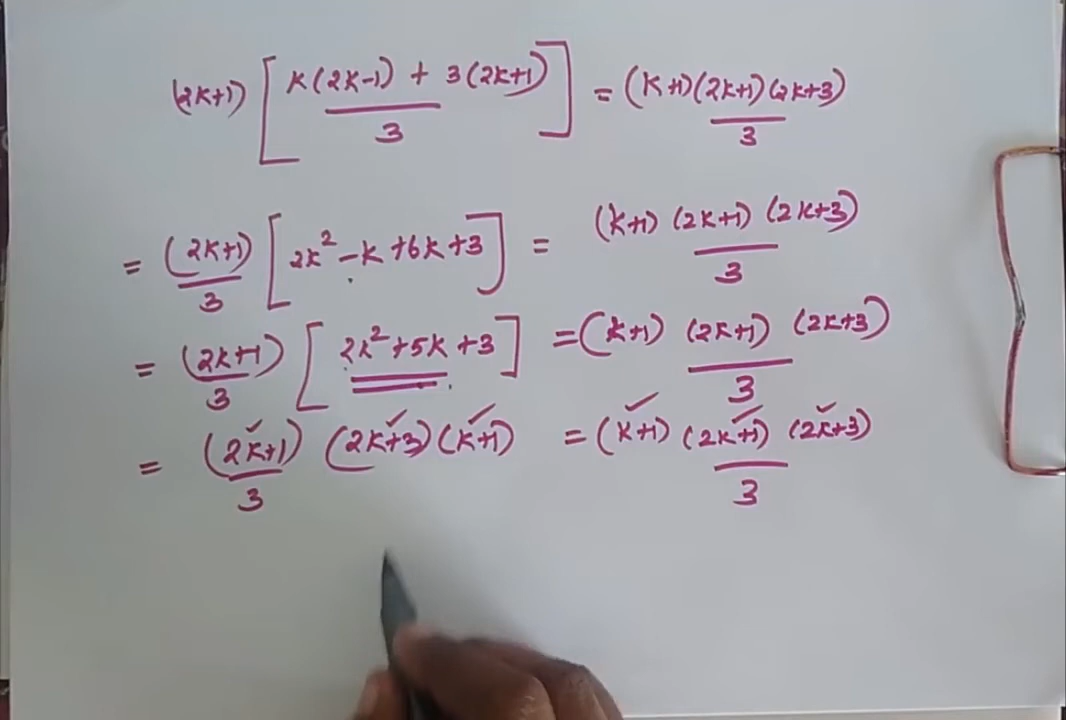 (2k+1) [k(2k-1) + 3(2k+1) / 3] = (k+1)(2k+1)(2k+3) / 3
= (2k+1) / 3 [2k² - k + 6k + 3] = (k+1) (2k+1) (2k+3) / 3
= (2k+1) / 3 [2k² + 5k + 3] = (k+1) (2k+1) (2k+3) / 3
= (2k+1) / 3 (2k+3)(k+1) = (k+1) (2k+1) (2k+3) / 3